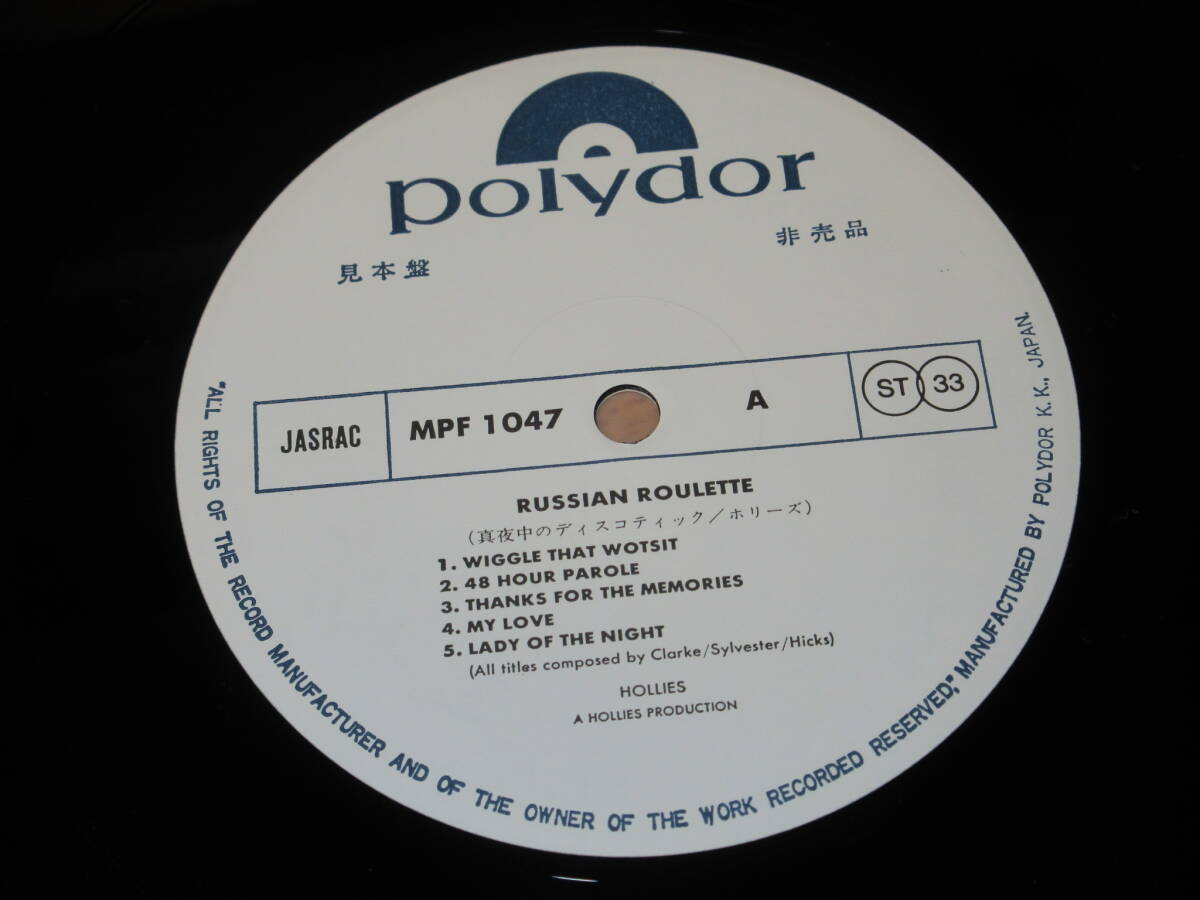 polydor
見本盤
非売品
JASRAC
MPF 1047
A
ST 33
RUSSIAN ROULETTE
(真夜中のディスコティック/ホリーズ)
1. WIGGLE THAT WOTSIT
2. 48 HOUR PAROLE
3. THANKS FOR THE MEMORIES
4. MY LOVE
5. LADY OF THE NIGHT
(All titles composed by Clarke/Sylvester/Hicks)
HOLLIES
A HOLLIES PRODUCTION
"ALL RIGHTS OF THE RECORD MANUFACTURER AND OF THE OWNER OF THE WORK RECORDED RESERVED," MANUFACTURED BY POLYDOR K.K., JAPAN.